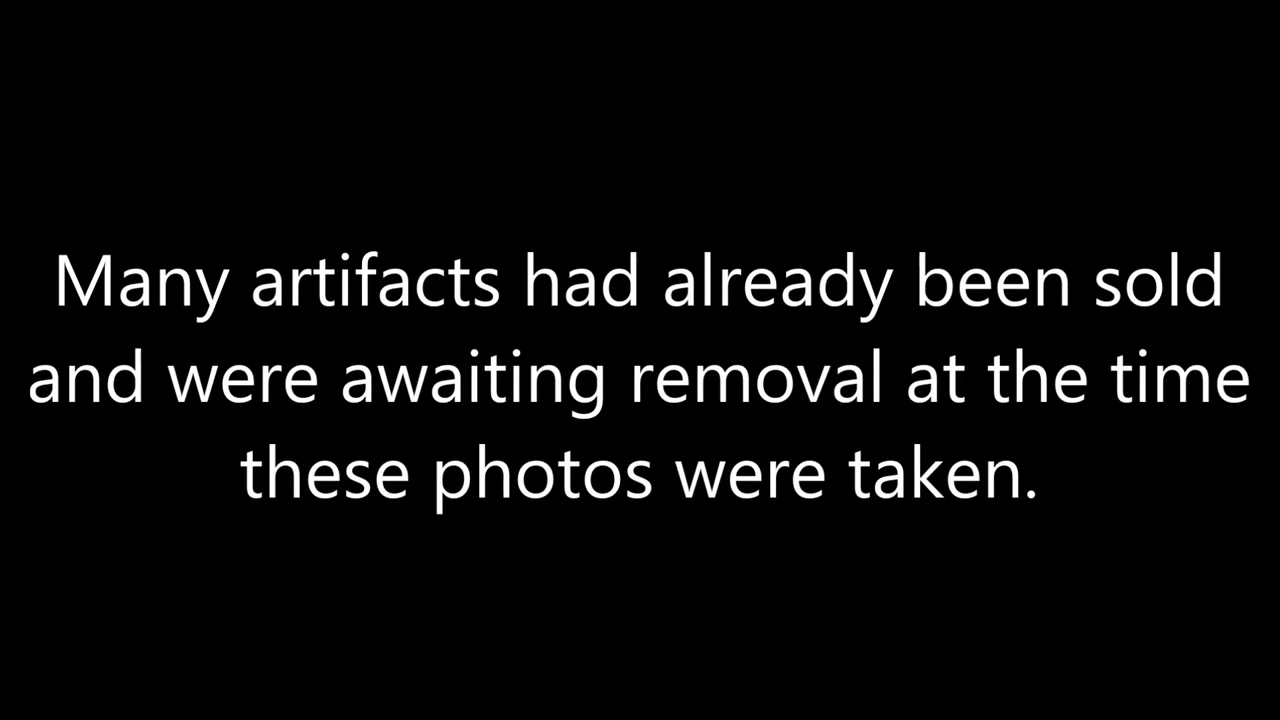 Many artifacts had already been sold
and were awaiting removal at the time
these photos were taken.